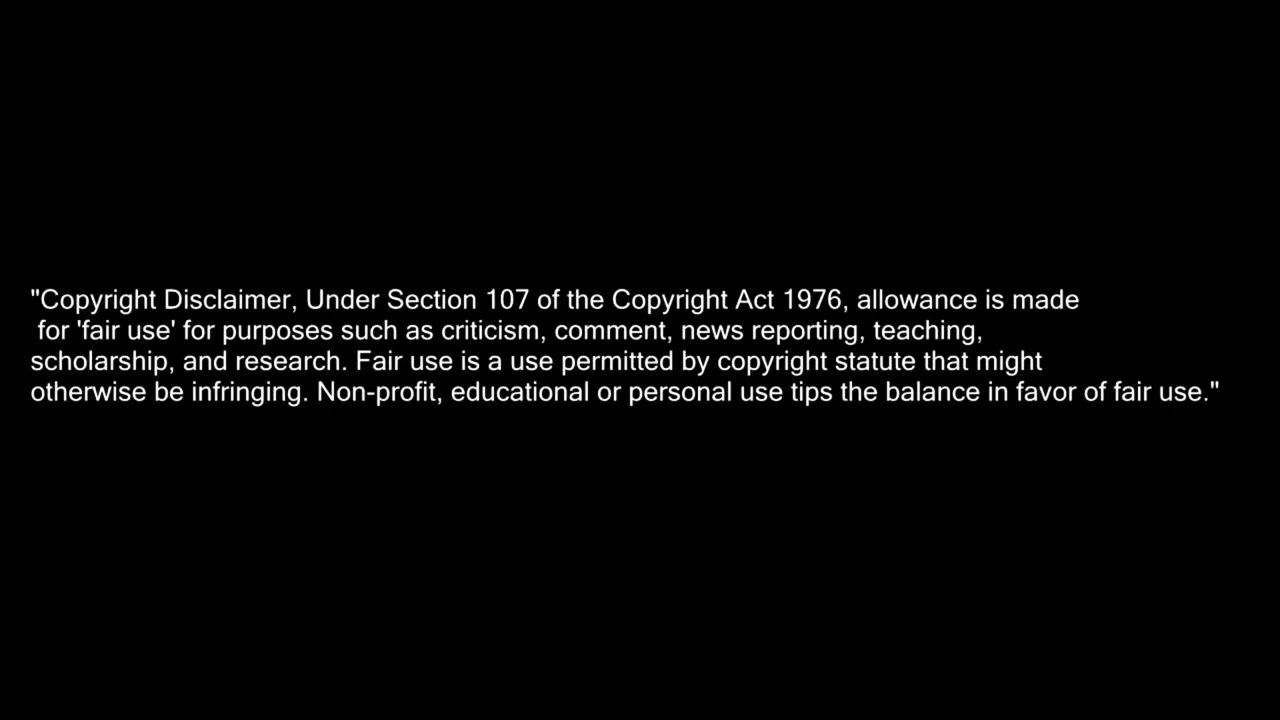 "Copyright Disclaimer, Under Section 107 of the Copyright Act 1976, allowance is made
for 'fair use' for purposes such as criticism, comment, news reporting, teaching,
scholarship, and research. Fair use is a use permitted by copyright statute that might
otherwise be infringing. Non-profit, educational or personal use tips the balance in favor of fair use."